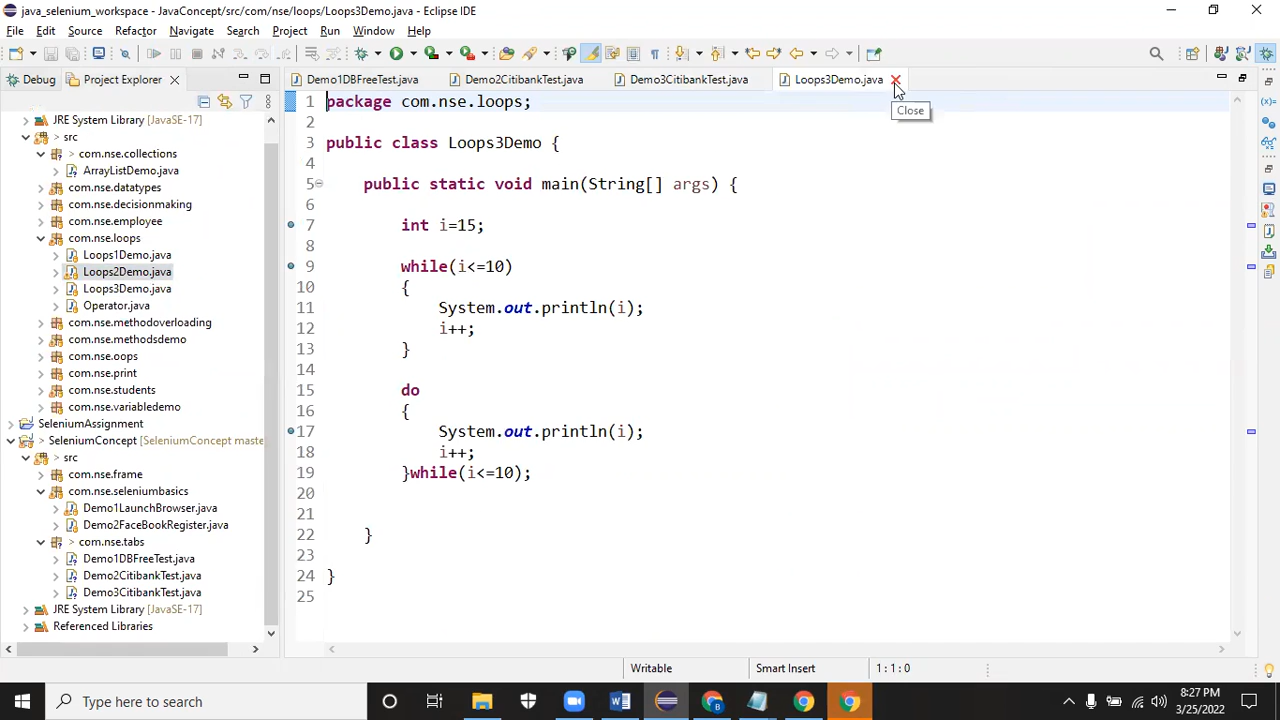 java_selenium_workspace - JavaConcept/src/com/nse/loops/Loops3Demo.java - Eclipse IDE
File Edit Source Refactor Navigate Search Project Run Window Help
Debug Project Explorer
Demo1DBFreeTest.java Demo2CitibankTest.java Demo3CitibankTest.java Loops3Demo.java
Close
JRE System Library [JavaSE-17]
src
com.nse.collections
ArrayListDemo.java
com.nse.datatypes
com.nse.decisionmaking
com.nse.employee
com.nse.loops
Loops1Demo.java
Loops2Demo.java
Loops3Demo.java
Operator.java
com.nse.methodoverloading
com.nse.methodsdemo
com.nse.oops
com.nse.print
com.nse.students
com.nse.variabledemo
SeleniumAssignment
> SeleniumConcept [SeleniumConcept maste
> src
com.nse.frame
com.nse.seleniumbasics
Demo1LaunchBrowser.java
Demo2FaceBookRegister.java
> com.nse.tabs
Demo1DBFreeTest.java
Demo2CitibankTest.java
Demo3CitibankTest.java
JRE System Library [JavaSE-17]
Referenced Libraries
1 package com.nse.loops;
2
3 public class Loops3Demo {
4
5 public static void main(String[] args) {
6
7 int i=15;
8
9 while(i<=10)
10 {
11 System.out.println(i);
12 i++;
13 }
14
15 do
16 {
17 System.out.println(i);
18 i++;
19 }while(i<=10);
20
21
22 }
23
24 }
25
Writable Smart Insert 1 : 1 : 0
Type here to search
8:27 PM
3/25/2022